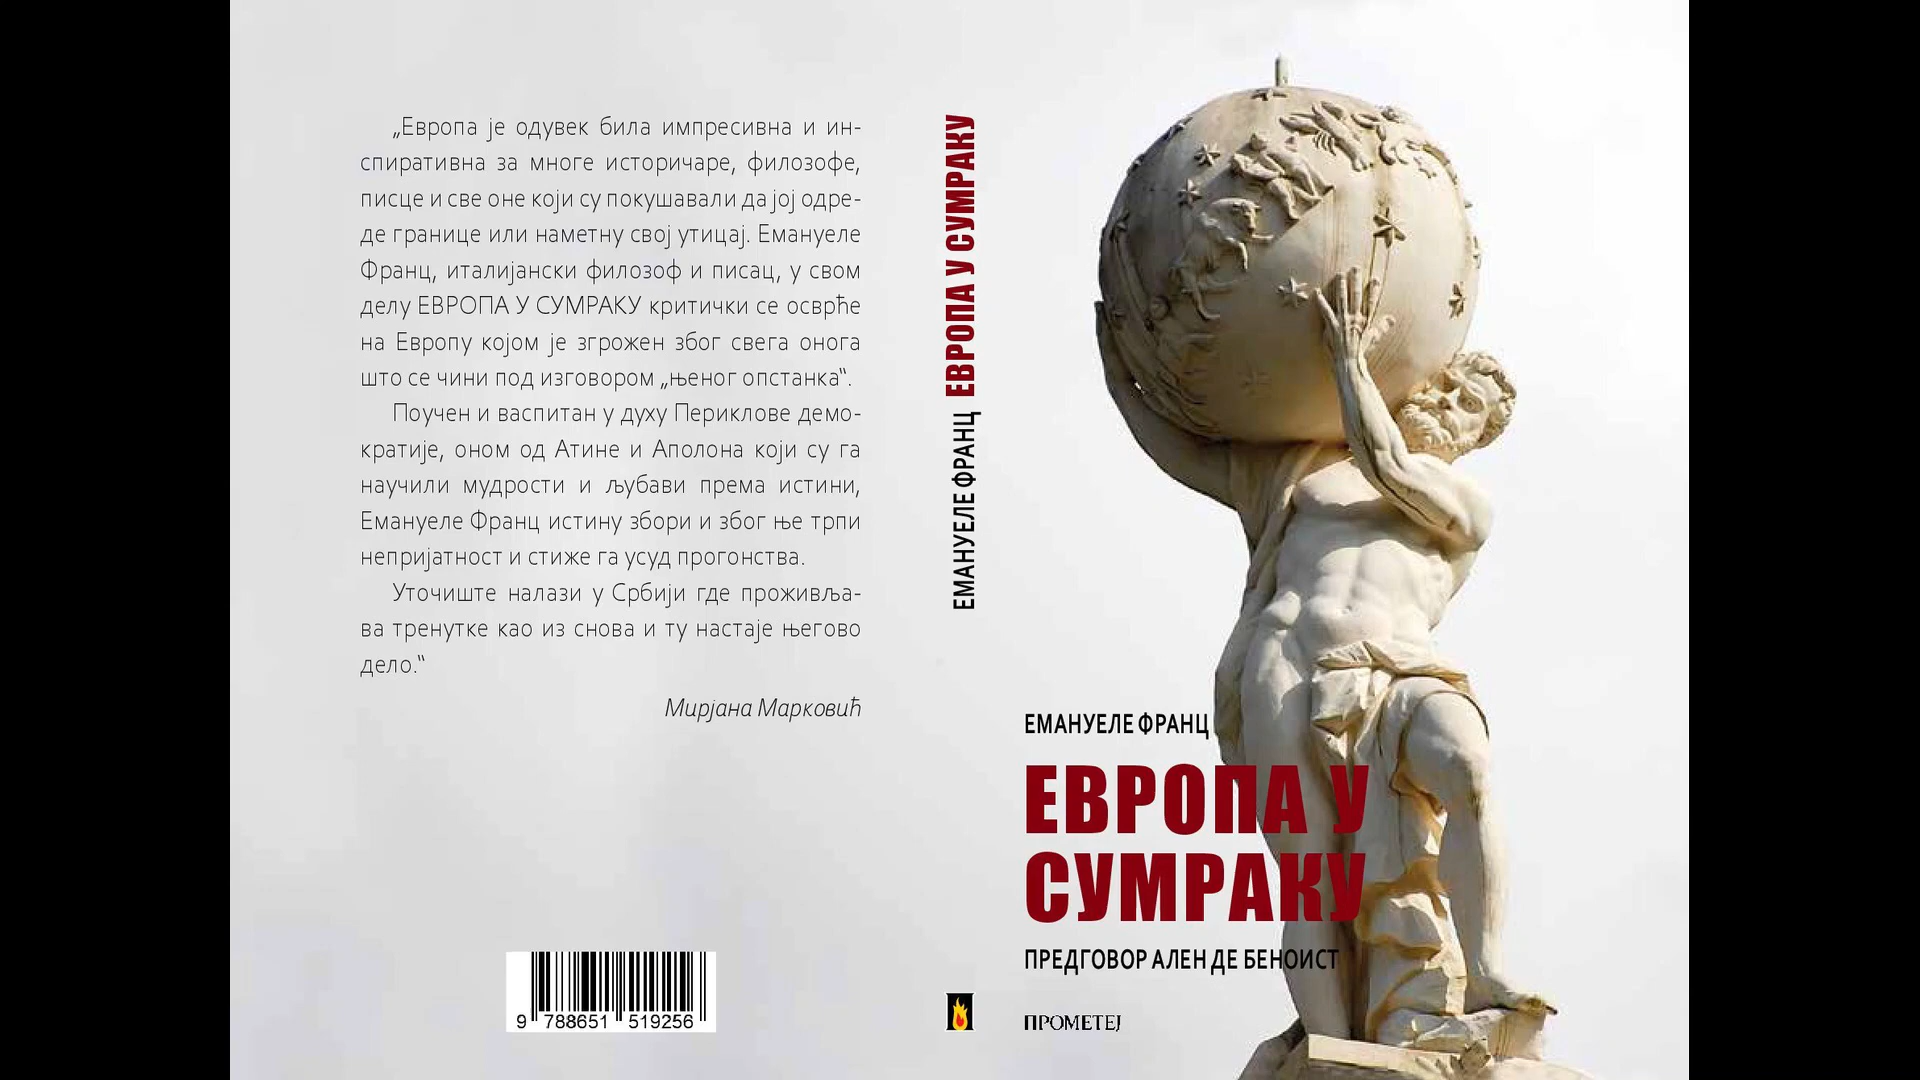 „Европа је одувек била импресивна и ин-
спиративна за многе историчаре, филозофе,
писце и све оне који су покушавали да јој одре-
де границе или наметну свој утицај. Емануеле
Франц, италијански филозоф и писац, у свом
делу ЕВРОПА У СУМРАКУ критички се осврће
на Европу којом је згрожен због свега онога
што се чини под изговором „њеног опстанка“.
Поучен и васпитан у духу Периклове демо-
кратије, оном од Атине и Аполона који су га
научили мудрости и љубави према истини,
Емануеле Франц истину збори и због ње трпи
непријатност и стиже га усуд прогонства.
Уточиште налази у Србији где проживља-
ва тренутке као из снова и ту настаје његово
дело.“
Мирјана Марковић
9 788651 519256
ЕМАНУЕЛЕ ФРАНЦ ЕВРОПА У СУМРАКУ
ЕМАНУЕЛЕ ФРАНЦ
ЕВРОПА У
СУМРАКУ
ПРЕДГОВОР АЛЕН ДЕ БЕНОИСТ
ПРОМЕТЕЈ